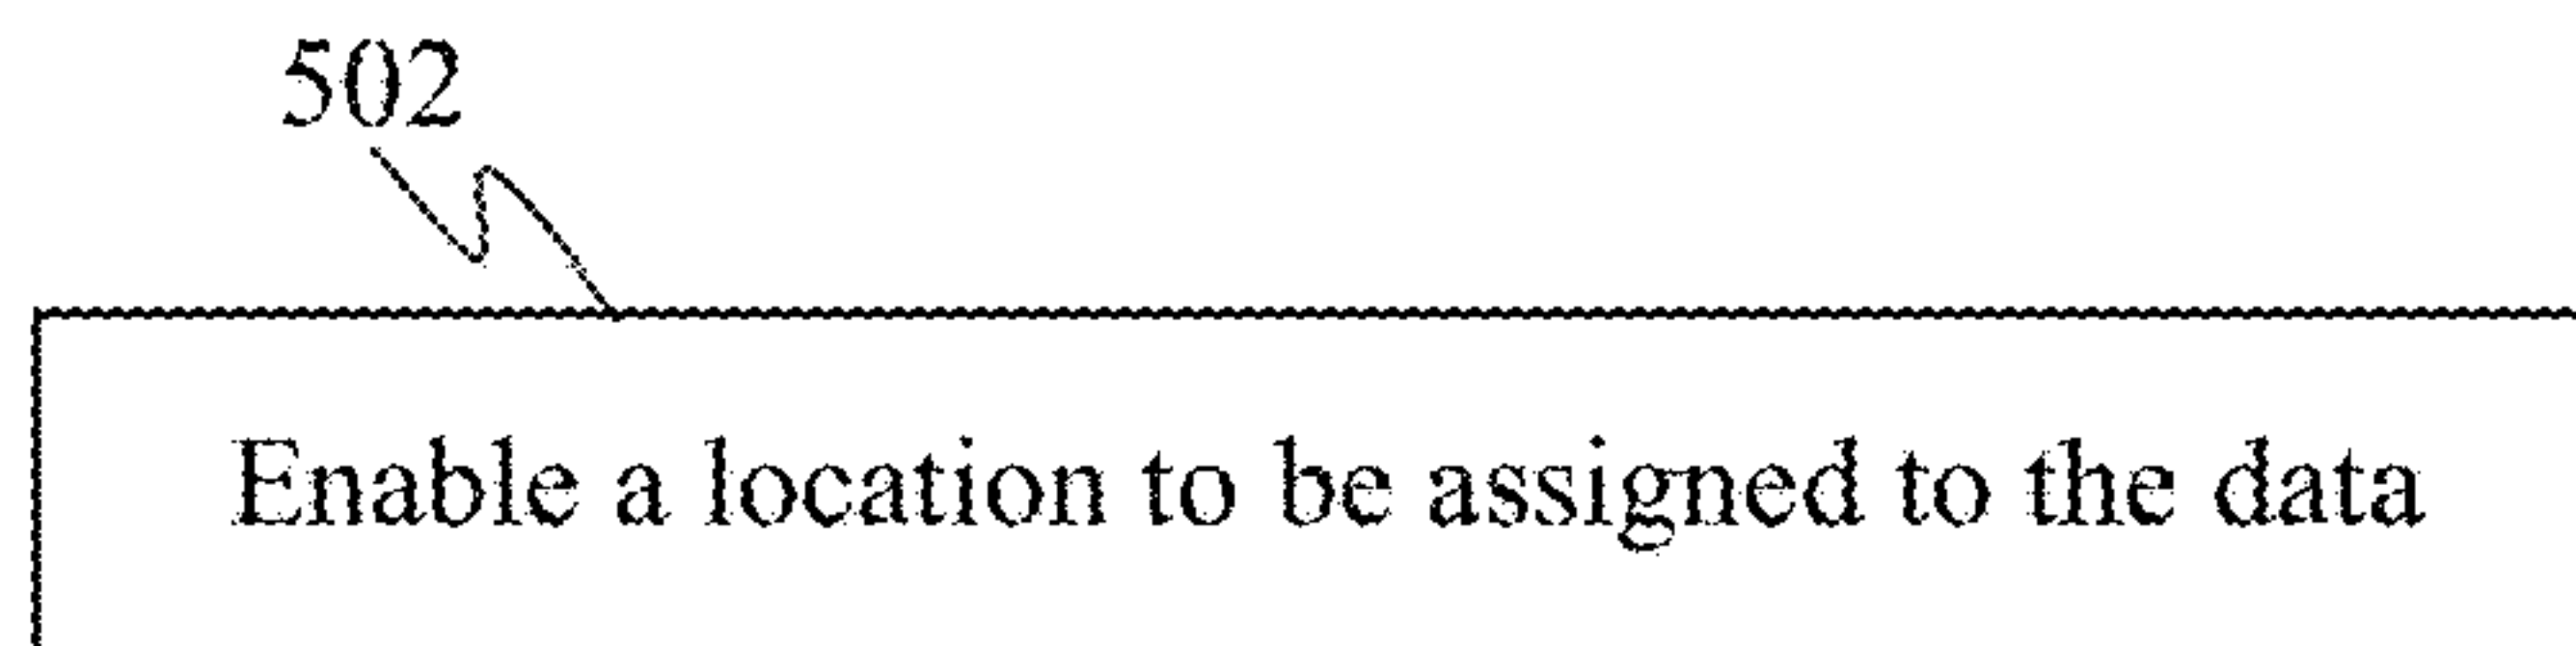 502
Enable a location to be assigned to the data